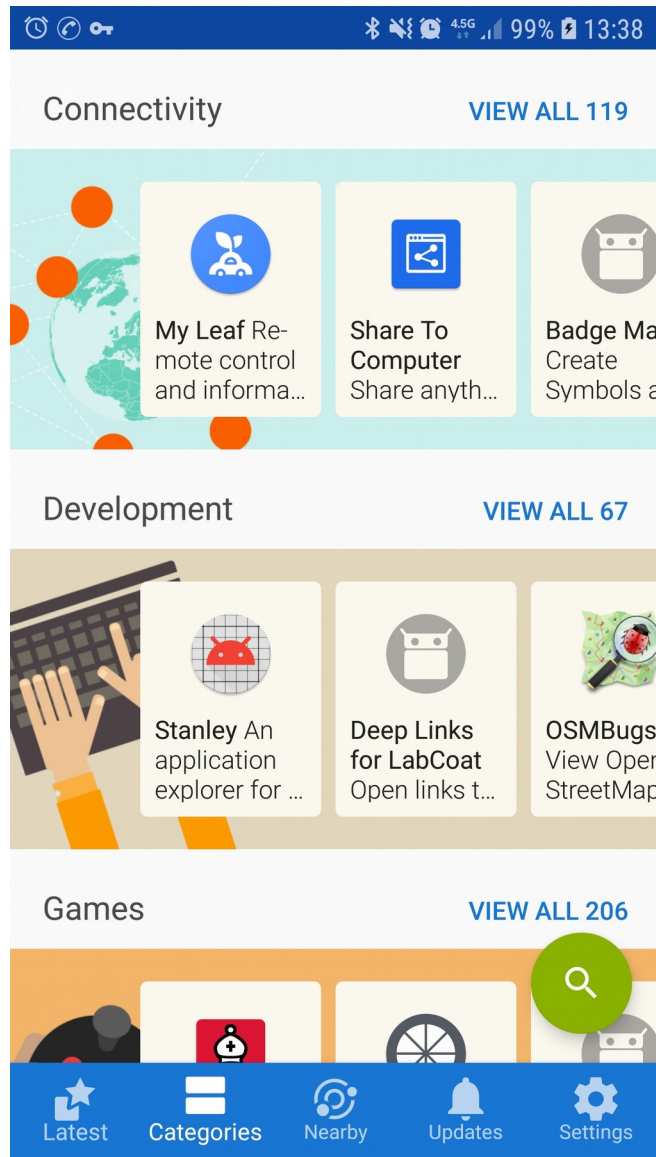 4.5G 99% 13:38
Connectivity VIEW ALL 119
My Leaf Re-
mote control
and informa...
Share To
Computer
Share anyth...
Badge Ma
Create
Symbols a
Development VIEW ALL 67
Stanley An
application
explorer for ...
Deep Links
for LabCoat
Open links t...
OSMBugs
View Open
StreetMap
Games VIEW ALL 206
Latest Categories Nearby Updates Settings